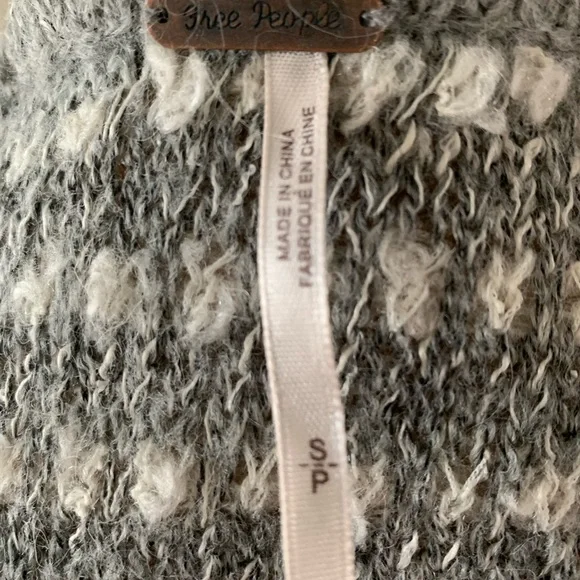 Free People
MADE IN CHINA
FABRIQUÉ EN CHINE
S/P